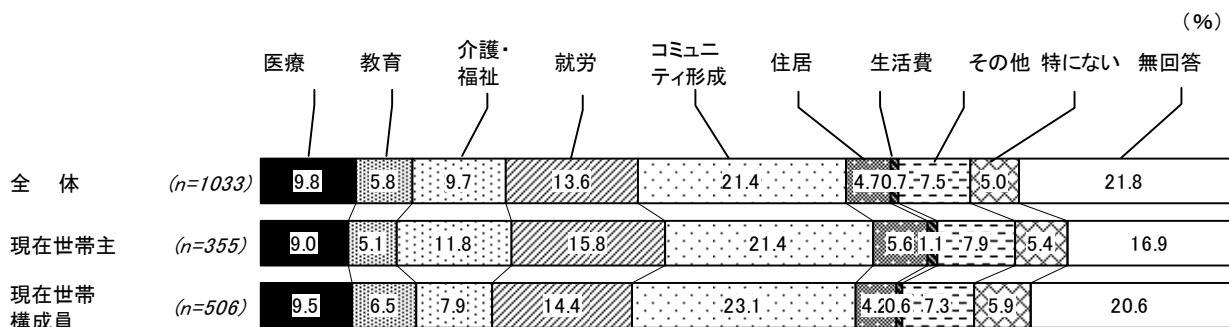 (%)
医療 教育 介護・福祉 就労 コミュニティ形成 住居 生活費 その他 特にない 無回答
全 体 (n=1033) 9.8 5.8 9.7 13.6 21.4 4.7 0.7 7.5 5.0 21.8
現在世帯主 (n=355) 9.0 5.1 11.8 15.8 21.4 5.6 1.1 7.9 5.4 16.9
現在世帯構成員 (n=506) 9.5 6.5 7.9 14.4 23.1 4.2 0.6 7.3 5.9 20.6